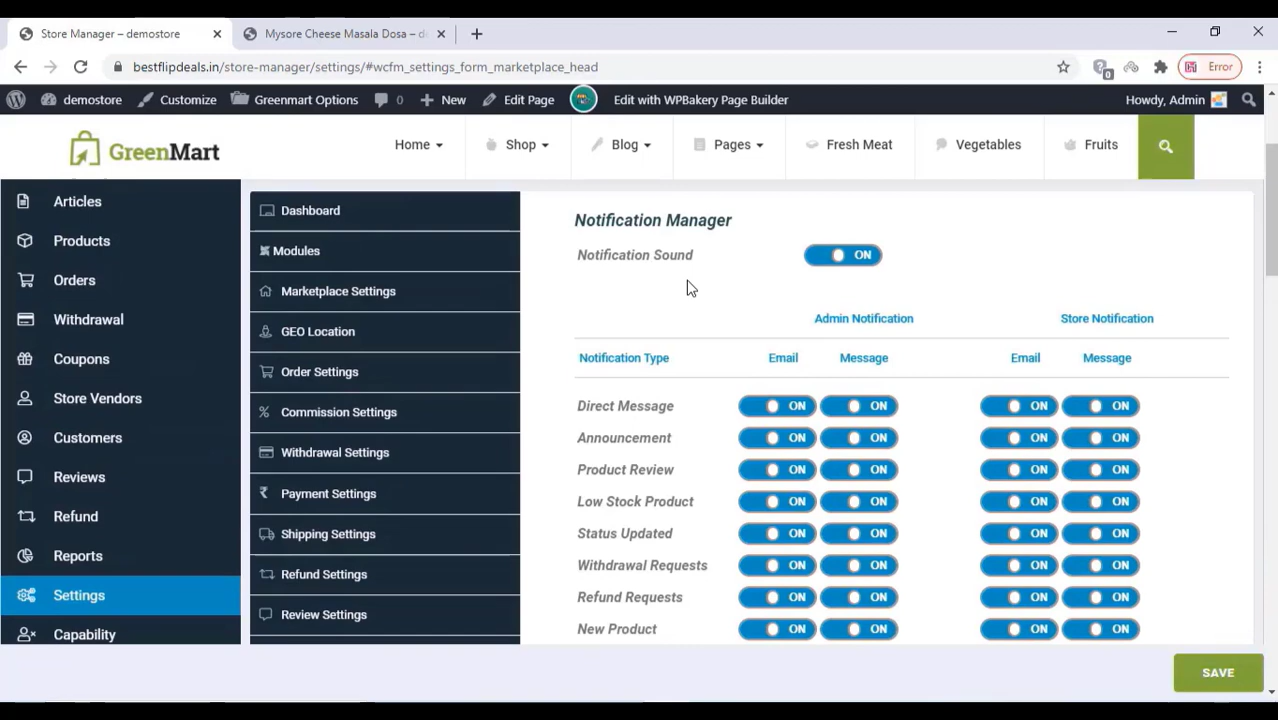 Store Manager – demostore
Mysore Cheese Masala Dosa – d
bestflipdeals.in/store-manager/settings/#wcfm_settings_form_marketplace_head
0
Error
demostore
Customize
Greenmart Options
0
New
Edit Page
Edit with WPBakery Page Builder
Howdy, Admin
GreenMart
Home
Shop
Blog
Pages
Fresh Meat
Vegetables
Fruits
Articles
Products
Orders
Withdrawal
Coupons
Store Vendors
Customers
Reviews
Refund
Reports
Settings
Capability
Dashboard
Modules
Marketplace Settings
GEO Location
Order Settings
Commission Settings
Withdrawal Settings
Payment Settings
Shipping Settings
Refund Settings
Review Settings
Notification Manager
Notification Sound ON
Admin Notification Store Notification
Notification Type Email Message Email Message
Direct Message ON ON ON ON
Announcement ON ON ON ON
Product Review ON ON ON ON
Low Stock Product ON ON ON ON
Status Updated ON ON ON ON
Withdrawal Requests ON ON ON ON
Refund Requests ON ON ON ON
New Product ON ON ON ON
SAVE